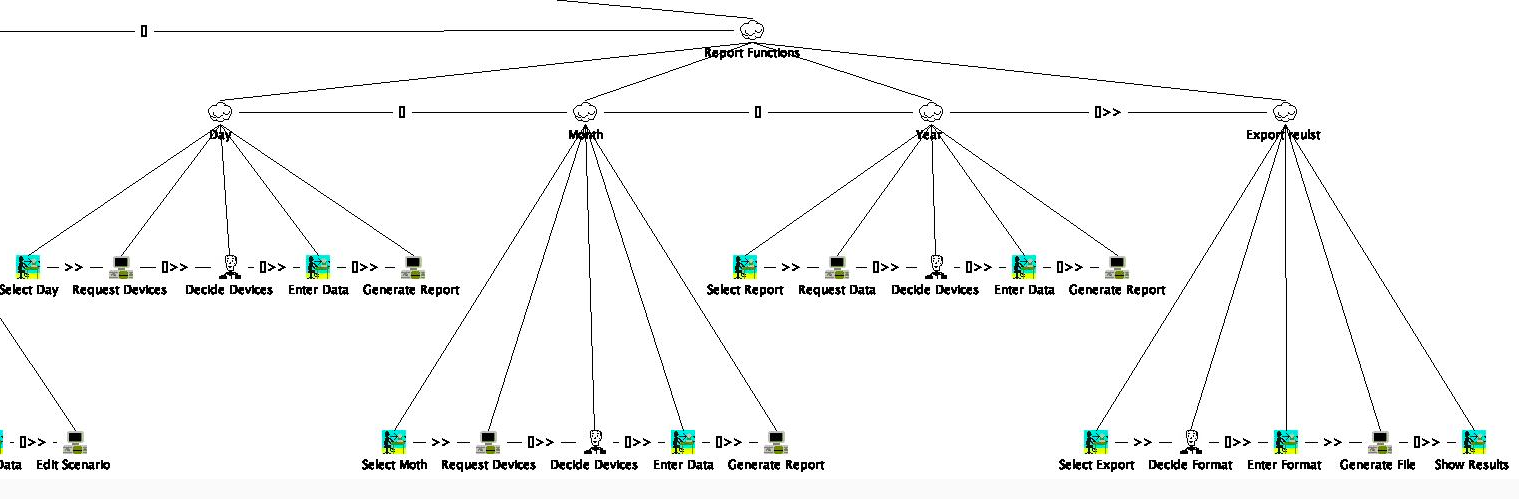 []
Report Functions
[] [] []>>
Day Month Year Export reulst
>> []>> []>> []>> >> []>> []>> []>>
Select Day Request Devices Decide Devices Enter Data Generate Report Select Report Request Data Decide Devices Enter Data Generate Report
[]>> >> []>> []>> []>> >> []>> >> []>>
Data Edit Scenario Select Moth Request Devices Decide Devices Enter Data Generate Report Select Export Decide Format Enter Format Generate File Show Results